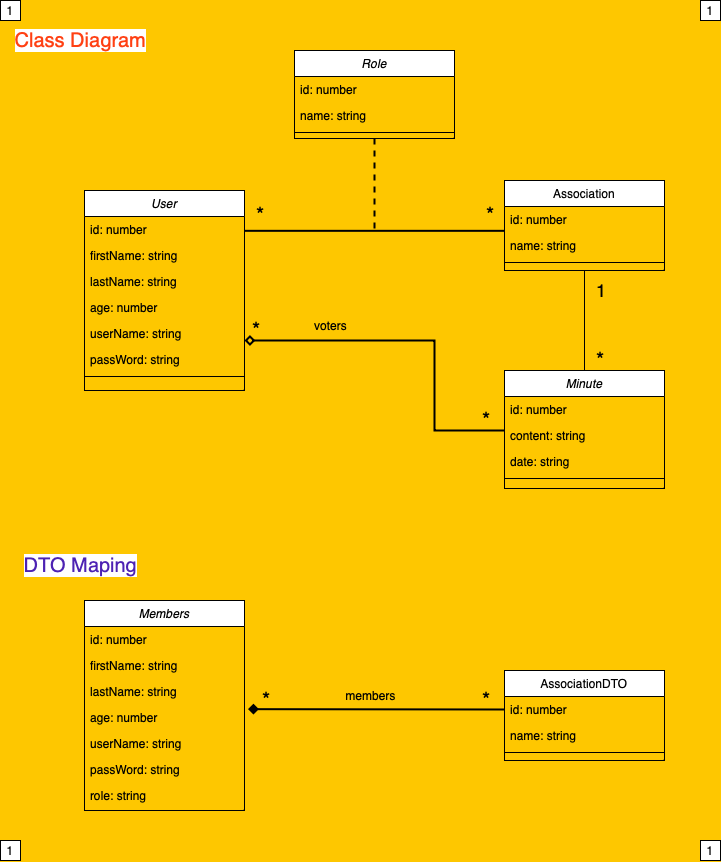 1
1
Class Diagram
Role
id: number
name: string
User
id: number
firstName: string
lastName: string
age: number
userName: string
passWord: string
*
*
Association
id: number
name: string
1
*
*
voters
*
Minute
id: number
content: string
date: string
DTO Maping
Members
id: number
firstName: string
lastName: string
age: number
userName: string
passWord: string
role: string
*
members
*
AssociationDTO
id: number
name: string
1
1